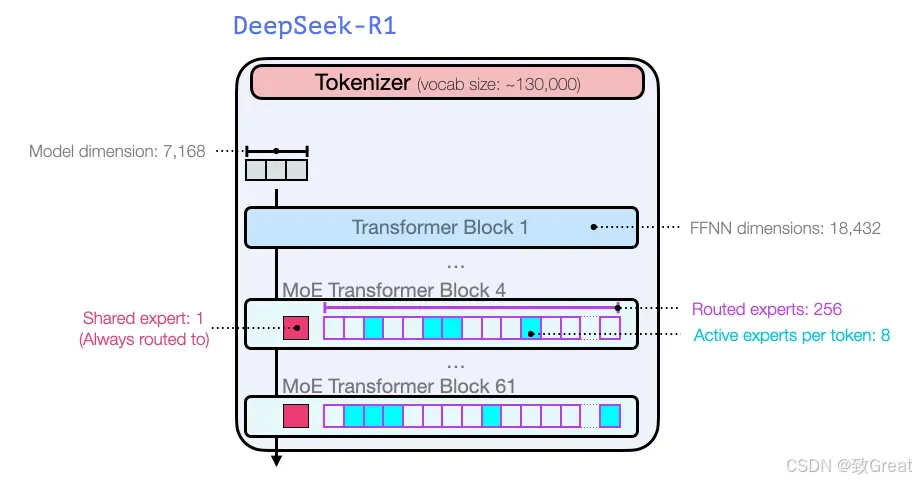 DeepSeek-R1
Tokenizer (vocab size: ~130,000)
Model dimension: 7,168
Transformer Block 1
FFNN dimensions: 18,432
...
MoE Transformer Block 4
Shared expert: 1
(Always routed to)
Routed experts: 256
Active experts per token: 8
...
MoE Transformer Block 61
CSDN @致Great